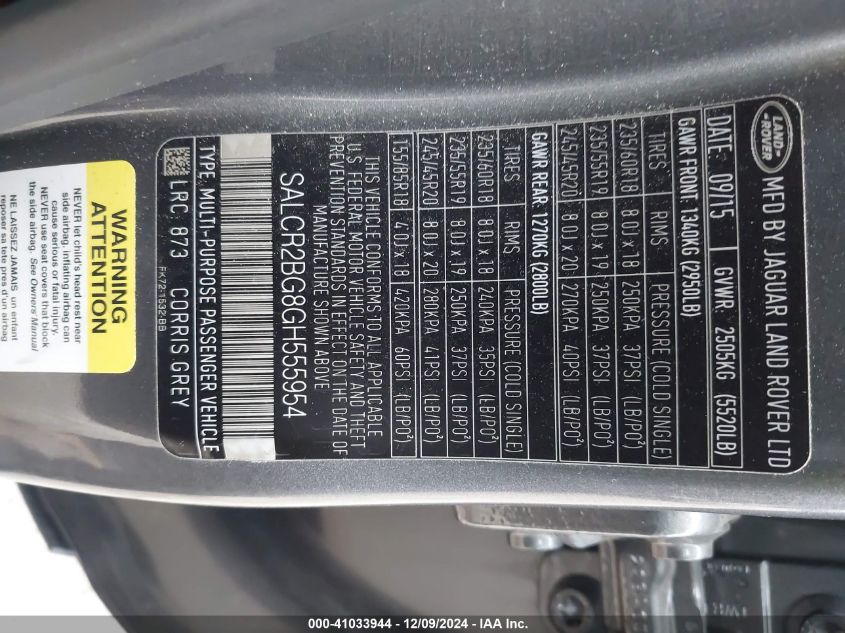 LAND-
-ROVER
MFD BY JAGUAR LAND ROVER LTD
DATE: 09/15 GVWR: 2505KG (5520LB)
GAWR FRONT: 1340KG (2950LB)
TIRES RIMS PRESSURE (COLD SINGLE)
235/60R18 8.0J x 18 250KPA 37PSI (LB/PO²)
235/55R19 8.0J x 19 250KPA 37PSI (LB/PO²)
245/45R20 8.0J x 20 270KPA 40PSI (LB/PO²)
GAWR REAR: 1270KG (2800LB)
TIRES RIMS PRESSURE (COLD SINGLE)
235/60R18 8.0J x 18 240KPA 35PSI (LB/PO²)
235/55R19 8.0J x 19 250KPA 37PSI (LB/PO²)
245/45R20 8.0J x 20 280KPA 41PSI (LB/PO²)
T175/85R18 4.0J x 18 420KPA 60PSI (LB/PO²)
THIS VEHICLE CONFORMS TO ALL APPLICABLE
U.S. FEDERAL MOTOR VEHICLE SAFETY AND THEFT
PREVENTION STANDARDS IN EFFECT ON THE DATE OF
MANUFACTURE SHOWN ABOVE
SALCR2BG8GH555954
TYPE: MULTI-PURPOSE PASSENGER VEHICLE
LRC 873 CORRIS GREY
FK72-1532-BB
WARNING
ATTENTION
NEVER let child's head rest near
side airbag, inflating airbag can
cause serious or fatal injury.
NEVER use seat covers that block
the side airbag. See Owners' Manual
NE LAISSEZ JAMAIS un enfant
reposer sa tete pres d'un airbag
000-41033944 - 12/09/2024 - IAA Inc.